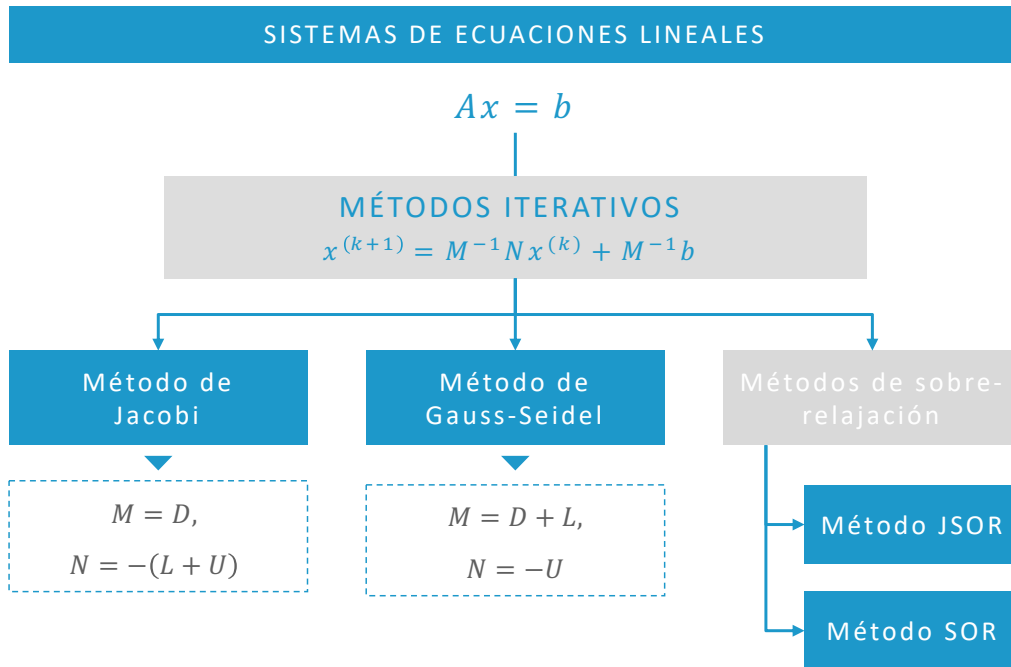 SISTEMAS DE ECUACIONES LINEALES
Ax = b
MÉTODOS ITERATIVOS
x^(k+1) = M^−1 N x^(k) + M^−1 b
Método de
Jacobi
M = D,
N = −(L + U)
Método de
Gauss-Seidel
M = D + L,
N = −U
Métodos de sobre-
relajación
Método JSOR
Método SOR